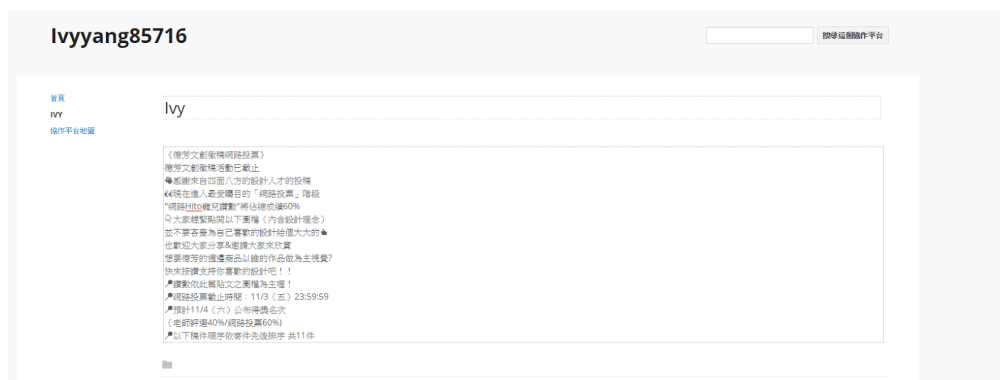 Ivyyang85716
搜尋這個協作平台
首頁
IVY
協作平台地圖
Ivy
（德芳文創徵稿網路投票）
德芳文創徵稿活動已截止
感謝來自四面八方的設計人才的投稿
現在進入最受矚目的「網路投票」階段
"網路Hito寵兒讚數"將佔總成績60%
大家趕緊點開以下圖檔（內含設計理念）
並不要吝嗇為自己喜歡的設計給個大大的
也歡迎大家分享&邀請大家來欣賞
想要德芳的週邊商品以誰的作品做為主視覺?
快來按讚支持你喜歡的設計吧！！
讚數依此篇貼文之圖檔為主喔！
網路投票截止時間：11/3（五）23:59:59
預計11/4（六）公布得獎名次
（老師評選40%/網路投票60%)
以下稿件順序依寄件先後排序 共11件